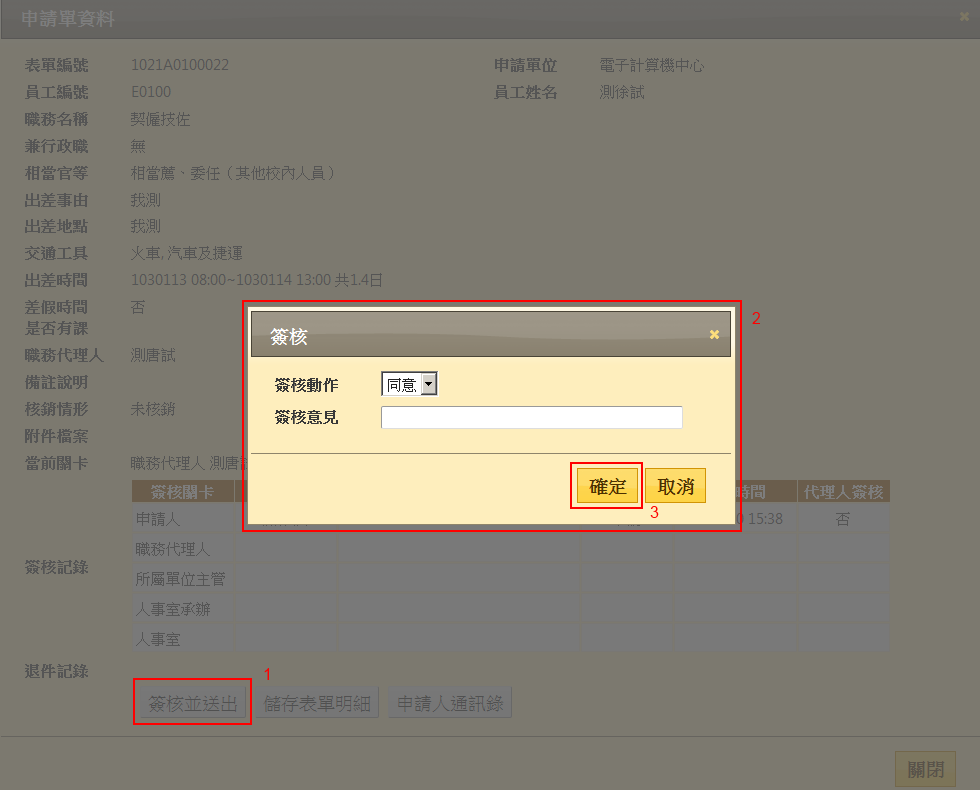 申請單資料
表單編號 1021A0100022 申請單位 電子計算機中心
員工編號 E0100 員工姓名 測徐試
職務名稱 契僱技佐
兼行政職 無
相當官等 相當薦、委任（其他校內人員）
出差事由 我測
出差地點 我測
交通工具 火車,汽車及捷運
出差時間 1030113 08:00~1030114 13:00 共1.4日
差假時間 否
是否有課
職務代理人 測唐試
備註說明
核銷情形 未核銷
附件檔案
當前關卡 職務代理人 測唐
2
簽核
簽核動作 同意
簽核意見
確定 取消
3
簽核關卡 時間 代理人簽核
申請人 15:38 否
職務代理人
簽核記錄
所屬單位主管
人事室承辦
人事室
退件記錄
1
簽核並送出 儲存表單明細 申請人通訊錄
關閉